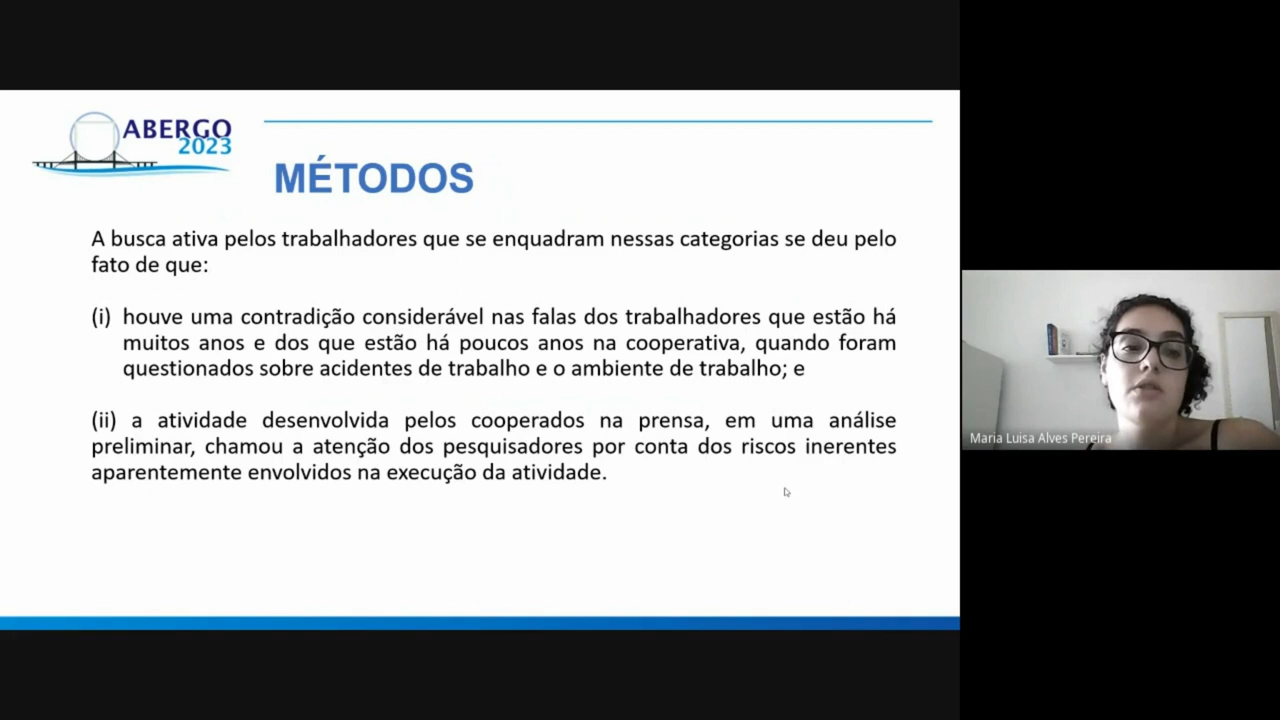 ABERGO
2023
MÉTODOS
A busca ativa pelos trabalhadores que se enquadram nessas categorias se deu pelo
fato de que:
(i) houve uma contradição considerável nas falas dos trabalhadores que estão há
muitos anos e dos que estão há poucos anos na cooperativa, quando foram
questionados sobre acidentes de trabalho e o ambiente de trabalho; e
(ii) a atividade desenvolvida pelos cooperados na prensa, em uma análise
preliminar, chamou a atenção dos pesquisadores por conta dos riscos inerentes
aparentemente envolvidos na execução da atividade.
Maria Luisa Alves Pereira